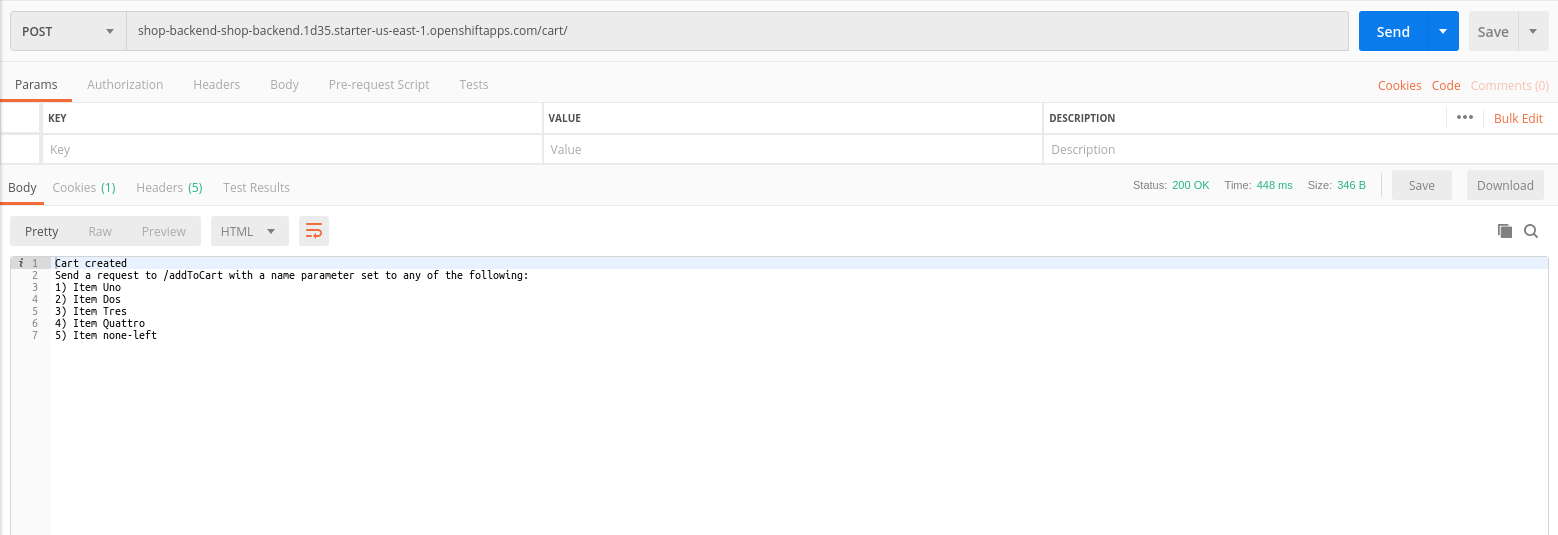 POST shop-backend-shop-backend.1d35.starter-us-east-1.openshiftapps.com/cart/ Send Save
Params Authorization Headers Body Pre-request Script Tests Cookies Code Comments (0)
KEY VALUE DESCRIPTION ••• Bulk Edit
Key Value Description
Body Cookies (1) Headers (5) Test Results Status: 200 OK Time: 448 ms Size: 346 B Save Download
Pretty Raw Preview HTML
i 1 Cart created
2 Send a request to /addToCart with a name parameter set to any of the following:
3 1) Item Uno
4 2) Item Dos
5 3) Item Tres
6 4) Item Quattro
7 5) Item none-left